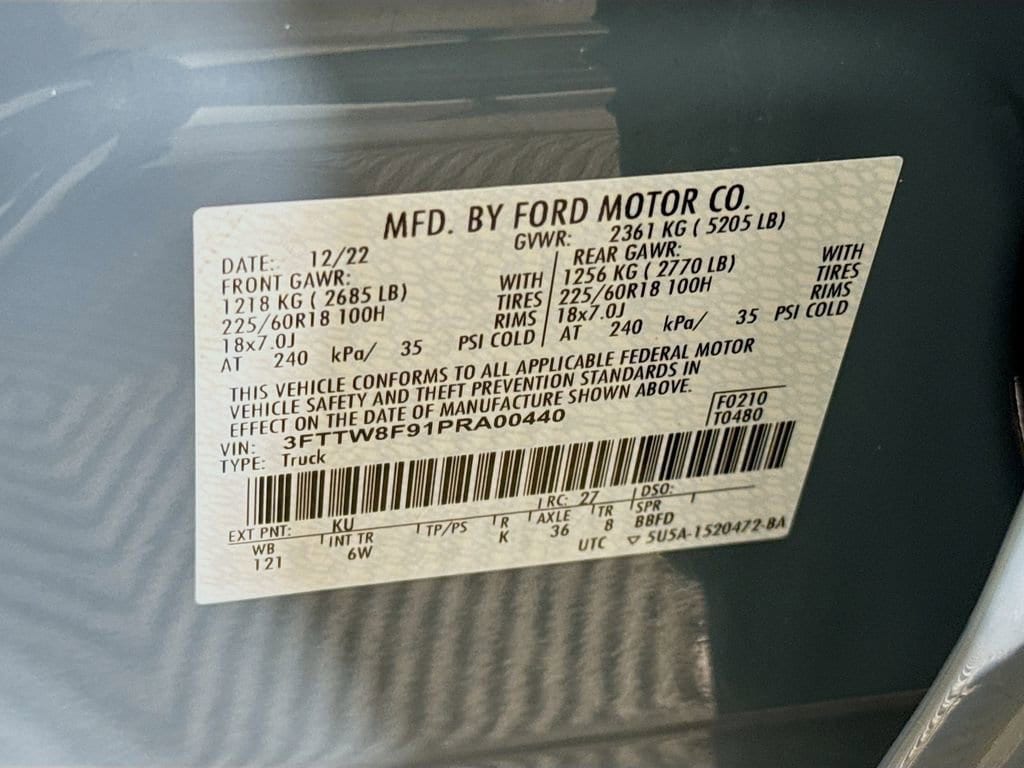 MFD. BY FORD MOTOR CO.
DATE: 12/22 GVWR: 2361 KG ( 5205 LB)
FRONT GAWR: REAR GAWR:
1218 KG ( 2685 LB) WITH 1256 KG ( 2770 LB) WITH
225/60R18 100H TIRES 225/60R18 100H TIRES
18x7.0J RIMS 18x7.0J RIMS
AT 240 kPa/ 35 PSI COLD AT 240 kPa/ 35 PSI COLD
THIS VEHICLE CONFORMS TO ALL APPLICABLE FEDERAL MOTOR
VEHICLE SAFETY AND THEFT PREVENTION STANDARDS IN
EFFECT ON THE DATE OF MANUFACTURE SHOWN ABOVE.
VIN: 3FTTW8F91PRA00440 F0210
TYPE: Truck T0480
EXT PNT: KU RC: 27 DSO:
WB INT TR TP/PS R AXLE TR SPR
121 6W K 36 8 BBFD
UTC ▽ 5U5A-1520472-BA